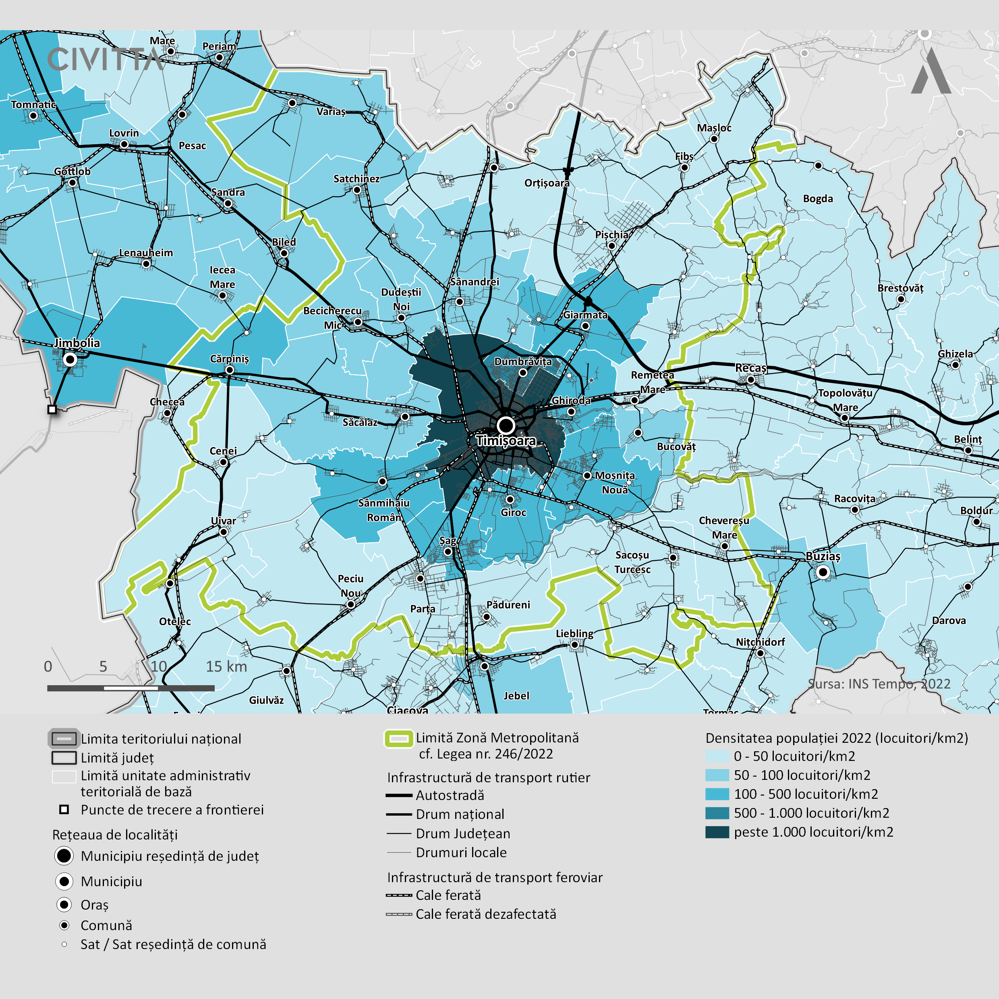 Mare
Periam
CIVITTA
Tomnatic
Variaș
Lovrin
Mașloc
Pesac
Fibș
Gottlob
Satchinez
Orțișoara
Șandra
Bogda
Pișchia
Biled
Lenauheim
Iecea
Mare
Sânandrei
Brestovăț
Dudeștii
Noi
Becicherecu
Mic
Giarmata
Jimbolia
Cărpiniș
Dumbrăvița
Ghizela
Recaș
Remetea
Mare
Checea
Ghiroda
Topolovățu
Mare
Săcălaz
Timișoara
Belinț
Cenei
Bucovăț
Moșnița
Nouă
Sânmihaiu
Român
Racovița
Giroc
Boldur
Uivar
Chevereșu
Mare
Șag
Sacoșu
Turcesc
Buziaș
Peciu
Nou
Parța
Pădureni
Otelec
Darova
Liebling
Nițchidorf
0 5 10 15 km
Sursa: INS Tempo, 2022
Giulvăz
Jebel
Ciacova
Tormac
Limita teritoriului național
Limită județ
Limită unitate administrativ
teritorială de bază
Puncte de trecere a frontierei
Rețeaua de localități
Municipiu reședință de județ
Municipiu
Oraș
Comună
Sat / Sat reședință de comună
Limită Zonă Metropolitană
cf. Legea nr. 246/2022
Infrastructură de transport rutier
Autostradă
Drum național
Drum Județean
Drumuri locale
Infrastructură de transport feroviar
Cale ferată
Cale ferată dezafectată
Densitatea populației 2022 (locuitori/km2)
0 - 50 locuitori/km2
50 - 100 locuitori/km2
100 - 500 locuitori/km2
500 - 1.000 locuitori/km2
peste 1.000 locuitori/km2